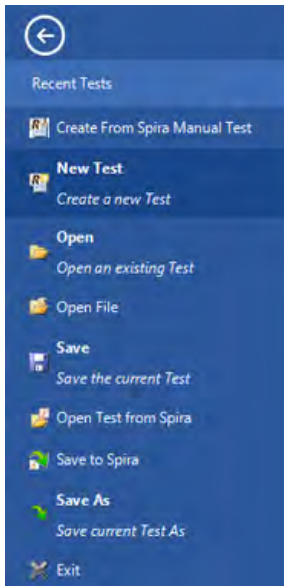 Recent Tests
Create From Spira Manual Test
New Test
Create a new Test
Open
Open an existing Test
Open File
Save
Save the current Test
Open Test from Spira
Save to Spira
Save As
Save current Test As
Exit